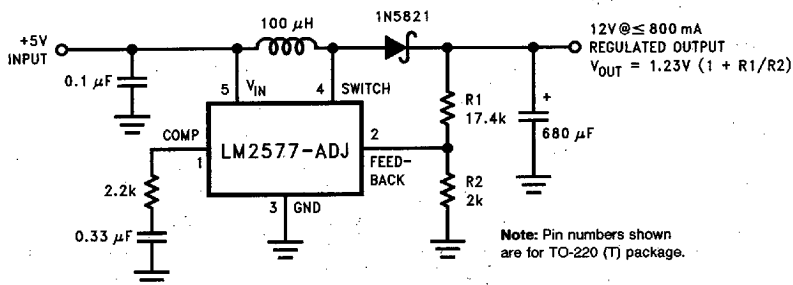 100 µH
1N5821
12V @ ≤ 800 mA
REGULATED OUTPUT
VOUT = 1.23V (1 + R1/R2)
+5V
INPUT
0.1 µF
5
VIN
4
SWITCH
R1
17.4k
+
680 µF
COMP
1
LM2577-ADJ
2
FEED-
BACK
2.2k
R2
2k
3
GND
0.33 µF
Note: Pin numbers shown
are for TO-220 (T) package.